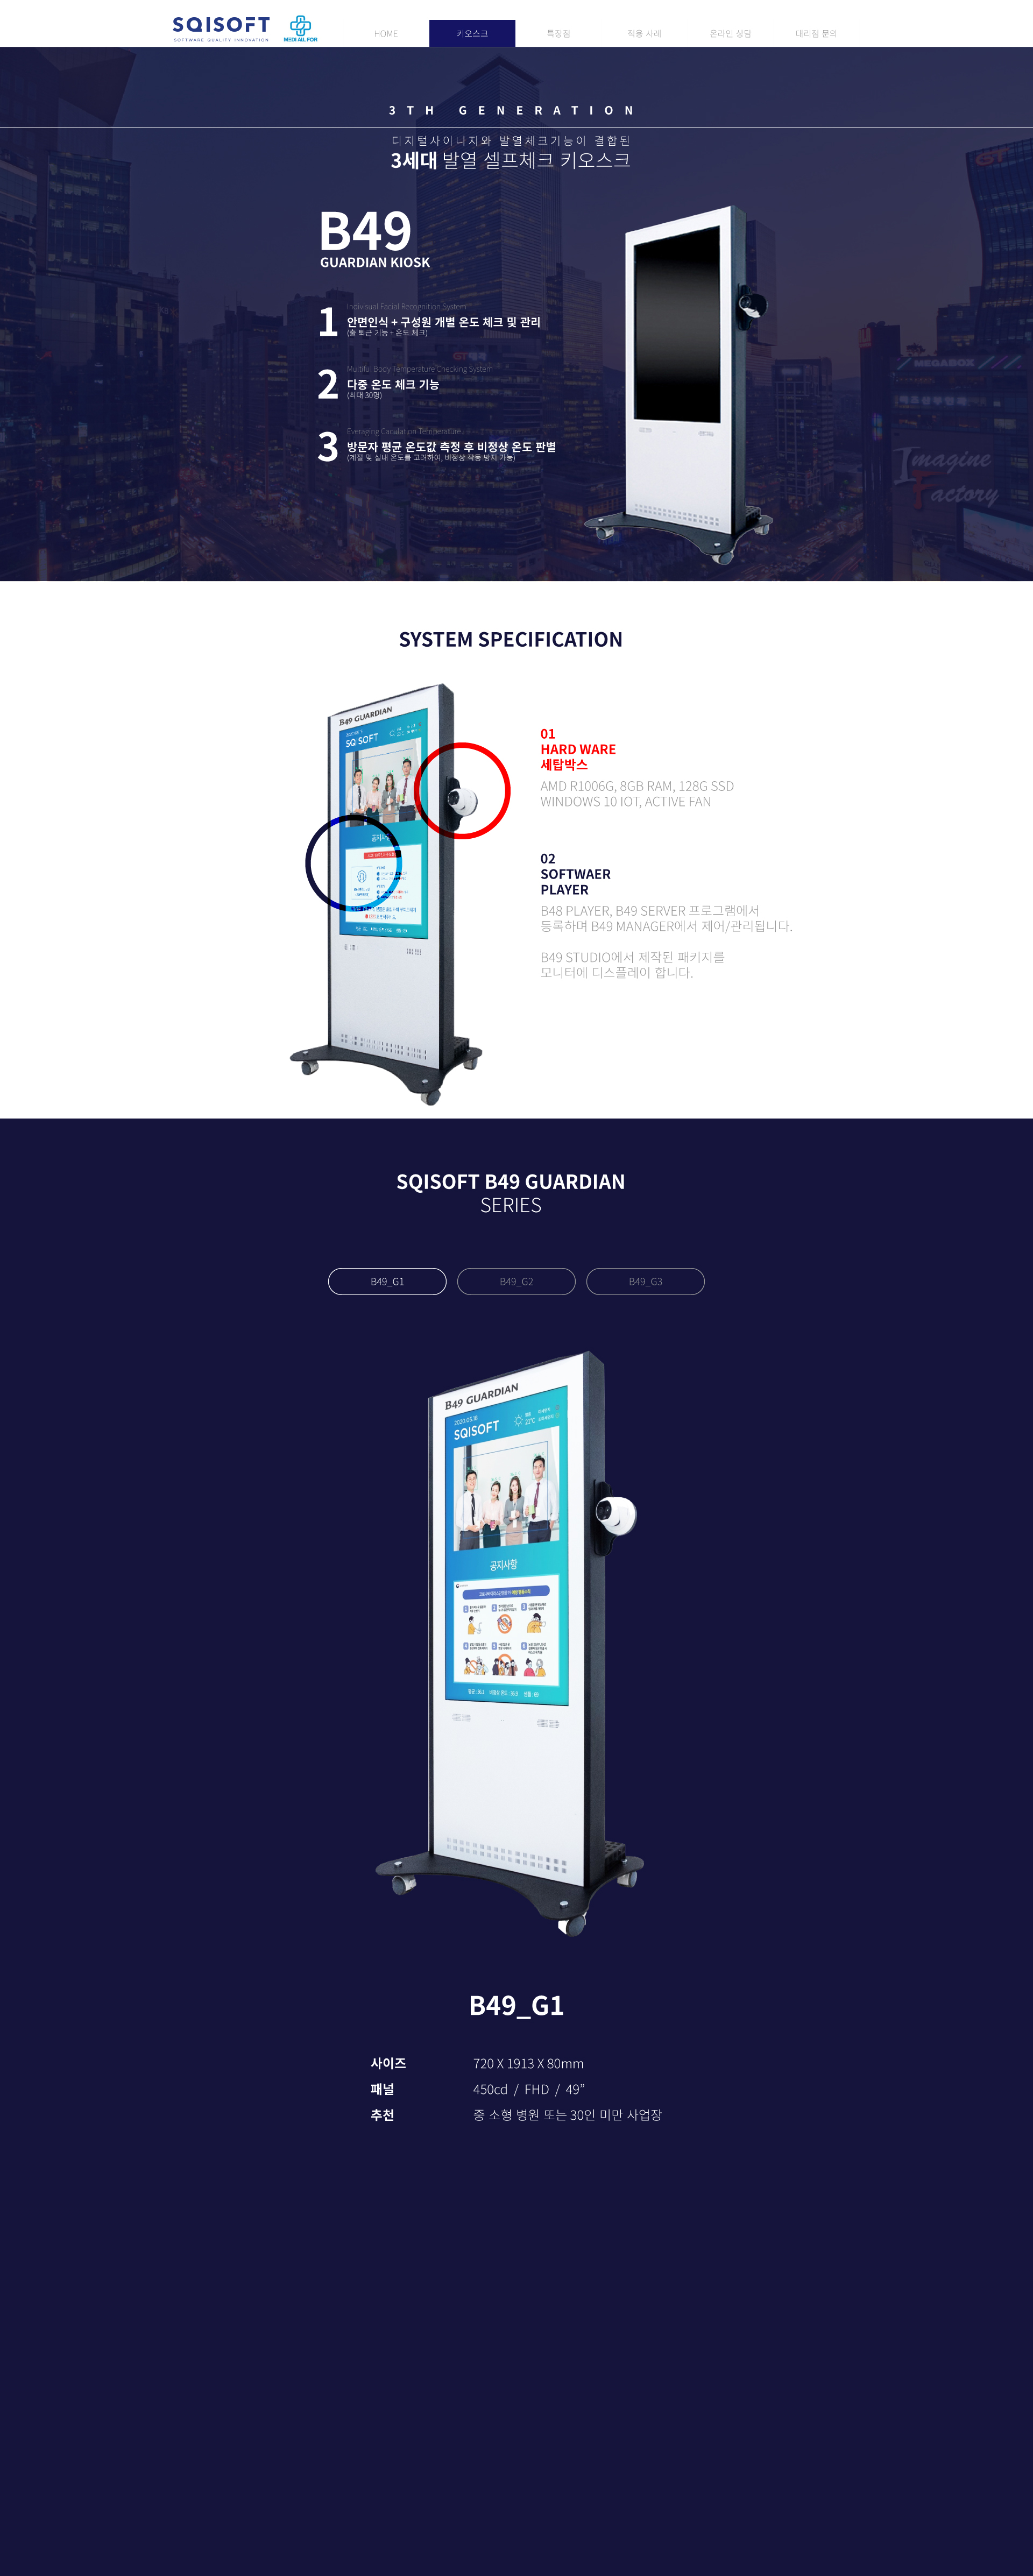 SQISOFT
SOFTWARE QUALITY INNOVATION
MEDI ALL FOR
HOME
키오스크
특장점
적용 사례
온라인 상담
대리점 문의
3TH GENERATION
디지털사이니지와 발열체크기능이 결합된
3세대 발열 셀프체크 키오스크
B49
GUARDIAN KIOSK
1
Indivisual Facial Recognition System
안면인식 + 구성원 개별 온도 체크 및 관리
(출 퇴근 기능 + 온도 체크)
2
Multiful Body Temperature Checking System
다중 온도 체크 기능
(최대 30명)
3
Everaging Caculation Temperature
방문자 평균 온도값 측정 후 비정상 온도 판별
(계절 및 실내 온도를 고려하여, 비정상 작동 방지 가능)
GT타워
GT
MEGABOX
Imagine
Factory
SYSTEM SPECIFICATION
B49 GUARDIAN
SQISOFT
공지사항
01
HARD WARE
세탑박스
AMD R1006G, 8GB RAM, 128G SSD
WINDOWS 10 IOT, ACTIVE FAN
02
SOFTWAER
PLAYER
B48 PLAYER, B49 SERVER 프로그램에서
등록하며 B49 MANAGER에서 제어/관리됩니다.
B49 STUDIO에서 제작된 패키지를
모니터에 디스플레이 합니다.
SQISOFT B49 GUARDIAN
SERIES
B49_G1
B49_G2
B49_G3
B49 GUARDIAN
2020.05.18
SQISOFT
22℃
공지사항
B49_G1
사이즈
720 X 1913 X 80mm
패널
450cd / FHD / 49”
추천
중 소형 병원 또는 30인 미만 사업장